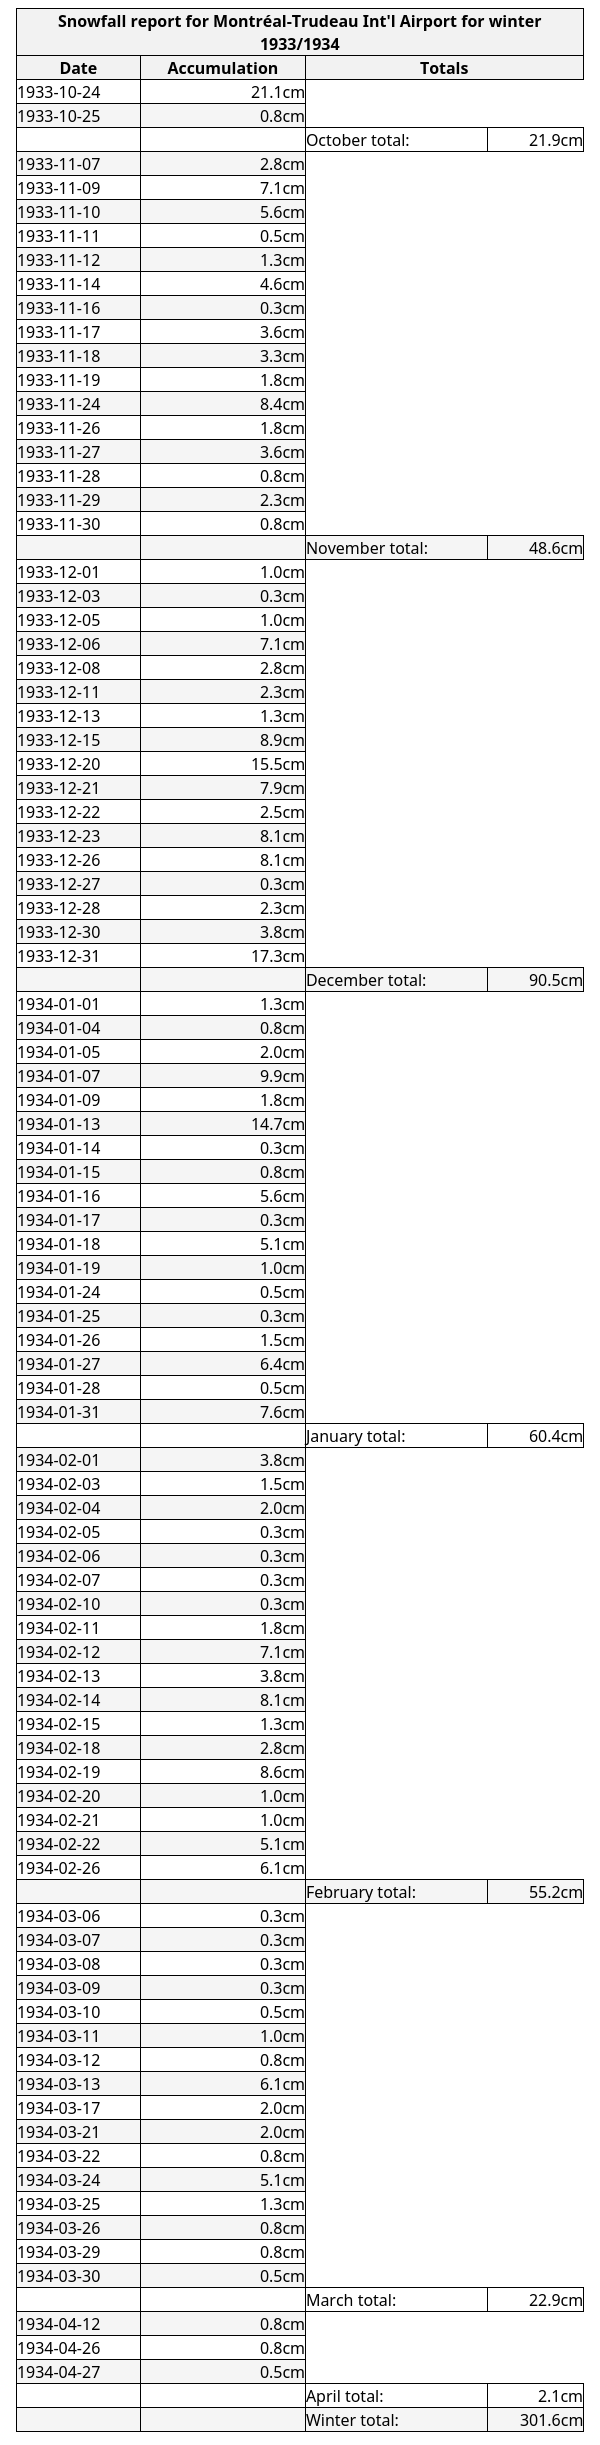 Snowfall report for Montréal-Trudeau Int'l Airport for winter
1933/1934
Date Accumulation Totals
1933-10-24 21.1cm
1933-10-25 0.8cm
October total: 21.9cm
1933-11-07 2.8cm
1933-11-09 7.1cm
1933-11-10 5.6cm
1933-11-11 0.5cm
1933-11-12 1.3cm
1933-11-14 4.6cm
1933-11-16 0.3cm
1933-11-17 3.6cm
1933-11-18 3.3cm
1933-11-19 1.8cm
1933-11-24 8.4cm
1933-11-26 1.8cm
1933-11-27 3.6cm
1933-11-28 0.8cm
1933-11-29 2.3cm
1933-11-30 0.8cm
November total: 48.6cm
1933-12-01 1.0cm
1933-12-03 0.3cm
1933-12-05 1.0cm
1933-12-06 7.1cm
1933-12-08 2.8cm
1933-12-11 2.3cm
1933-12-13 1.3cm
1933-12-15 8.9cm
1933-12-20 15.5cm
1933-12-21 7.9cm
1933-12-22 2.5cm
1933-12-23 8.1cm
1933-12-26 8.1cm
1933-12-27 0.3cm
1933-12-28 2.3cm
1933-12-30 3.8cm
1933-12-31 17.3cm
December total: 90.5cm
1934-01-01 1.3cm
1934-01-04 0.8cm
1934-01-05 2.0cm
1934-01-07 9.9cm
1934-01-09 1.8cm
1934-01-13 14.7cm
1934-01-14 0.3cm
1934-01-15 0.8cm
1934-01-16 5.6cm
1934-01-17 0.3cm
1934-01-18 5.1cm
1934-01-19 1.0cm
1934-01-24 0.5cm
1934-01-25 0.3cm
1934-01-26 1.5cm
1934-01-27 6.4cm
1934-01-28 0.5cm
1934-01-31 7.6cm
January total: 60.4cm
1934-02-01 3.8cm
1934-02-03 1.5cm
1934-02-04 2.0cm
1934-02-05 0.3cm
1934-02-06 0.3cm
1934-02-07 0.3cm
1934-02-10 0.3cm
1934-02-11 1.8cm
1934-02-12 7.1cm
1934-02-13 3.8cm
1934-02-14 8.1cm
1934-02-15 1.3cm
1934-02-18 2.8cm
1934-02-19 8.6cm
1934-02-20 1.0cm
1934-02-21 1.0cm
1934-02-22 5.1cm
1934-02-26 6.1cm
February total: 55.2cm
1934-03-06 0.3cm
1934-03-07 0.3cm
1934-03-08 0.3cm
1934-03-09 0.3cm
1934-03-10 0.5cm
1934-03-11 1.0cm
1934-03-12 0.8cm
1934-03-13 6.1cm
1934-03-17 2.0cm
1934-03-21 2.0cm
1934-03-22 0.8cm
1934-03-24 5.1cm
1934-03-25 1.3cm
1934-03-26 0.8cm
1934-03-29 0.8cm
1934-03-30 0.5cm
March total: 22.9cm
1934-04-12 0.8cm
1934-04-26 0.8cm
1934-04-27 0.5cm
April total: 2.1cm
Winter total: 301.6cm